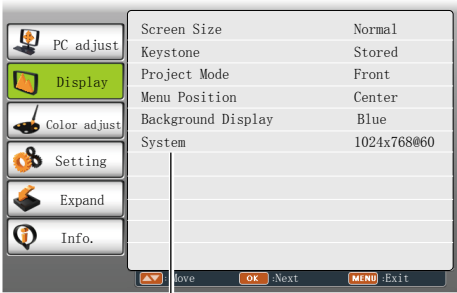 PC adjust
Display
Color adjust
Setting
Expand
Info.
Screen Size Normal
Keystone Stored
Project Mode Front
Menu Position Center
Background Display Blue
System 1024x768@60
:Move OK :Next MENU :Exit